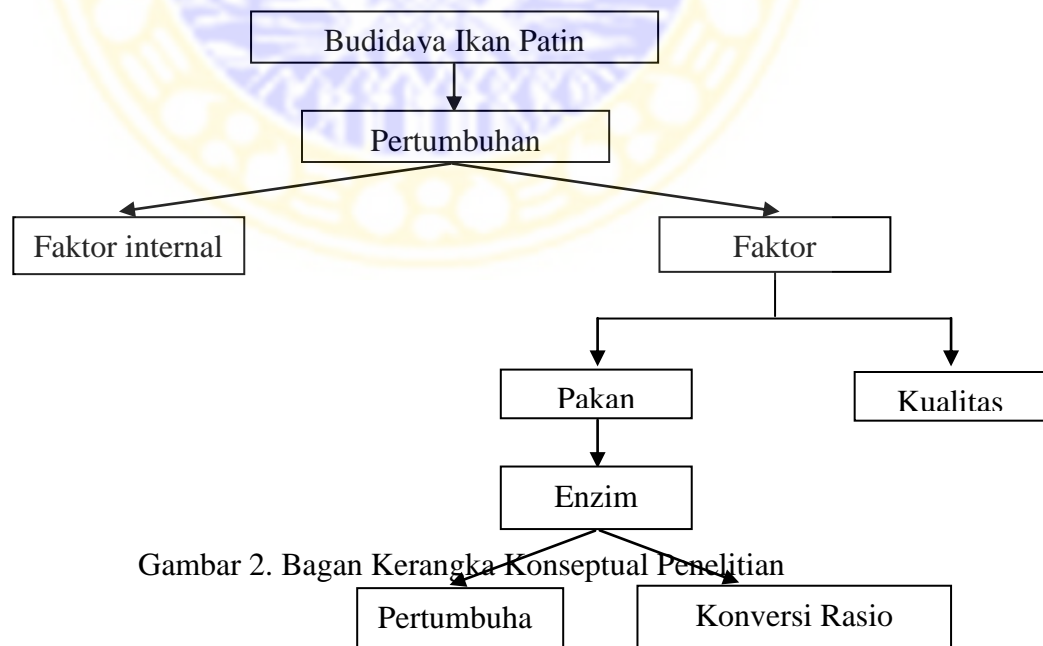 Budidaya Ikan Patin
Pertumbuhan
Faktor internal
Faktor
Pakan
Kualitas
Enzim
Gambar 2. Bagan Kerangka Konseptual Penelitian
Pertumbuha
Konversi Rasio